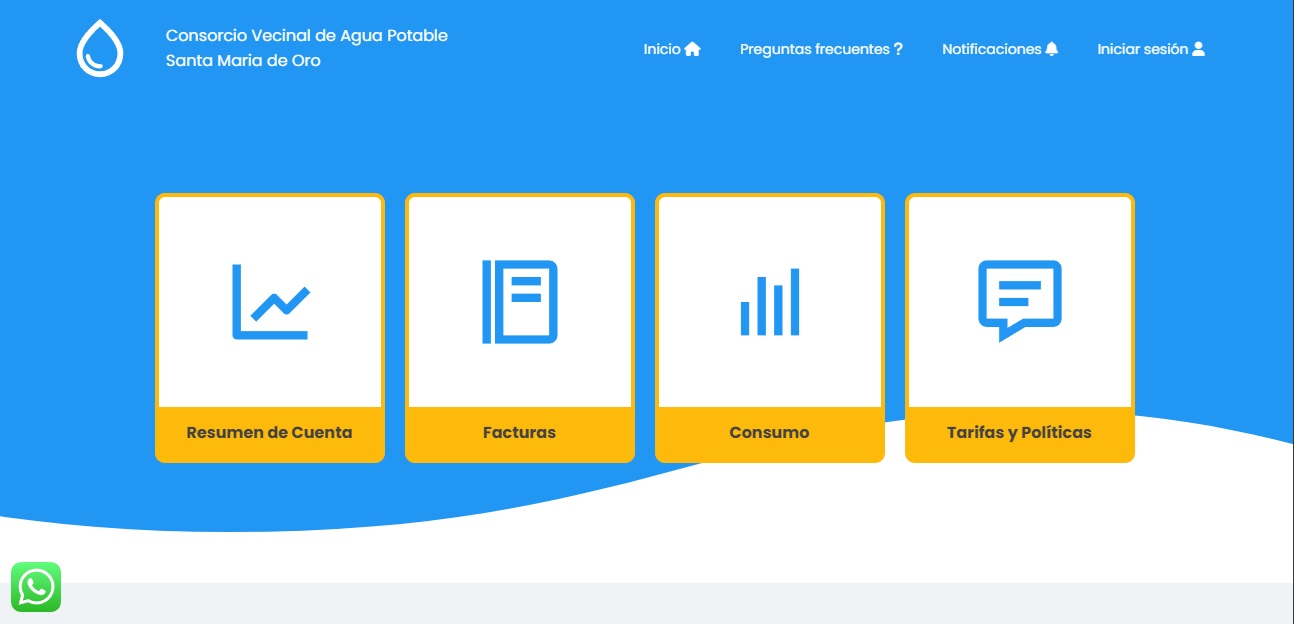 Consorcio Vecinal de Agua Potable
Santa Maria de Oro
Inicio
Preguntas frecuentes ?
Notificaciones
Iniciar sesión
Resumen de Cuenta
Facturas
Consumo
Tarifas y Políticas